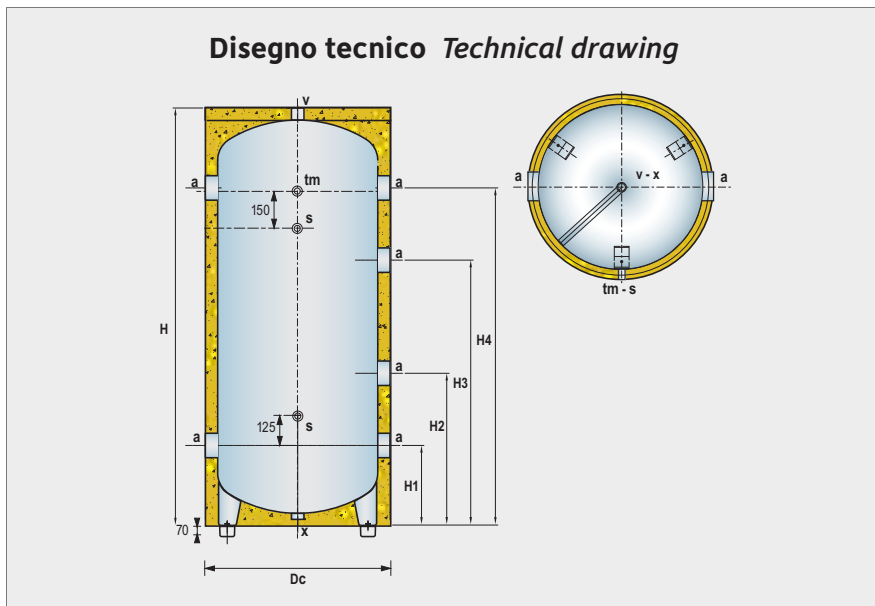 Disegno tecnico Technical drawing
v
v - x
a
a
tm
a
a
150
s
a
tm - s
H
H4
H3
a
H2
125
s
a
a
H1
70
x
Dc